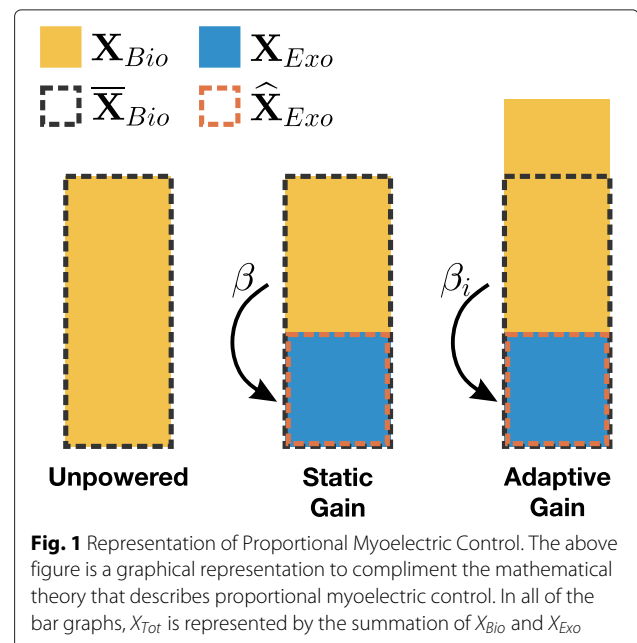 X_Bio X_Exo
X̅_Bio X̂_Exo
β β_i
Unpowered Static Gain Adaptive Gain
Fig. 1 Representation of Proportional Myoelectric Control. The above
figure is a graphical representation to compliment the mathematical
theory that describes proportional myoelectric control. In all of the
bar graphs, X_Tot is represented by the summation of X_Bio and X_Exo